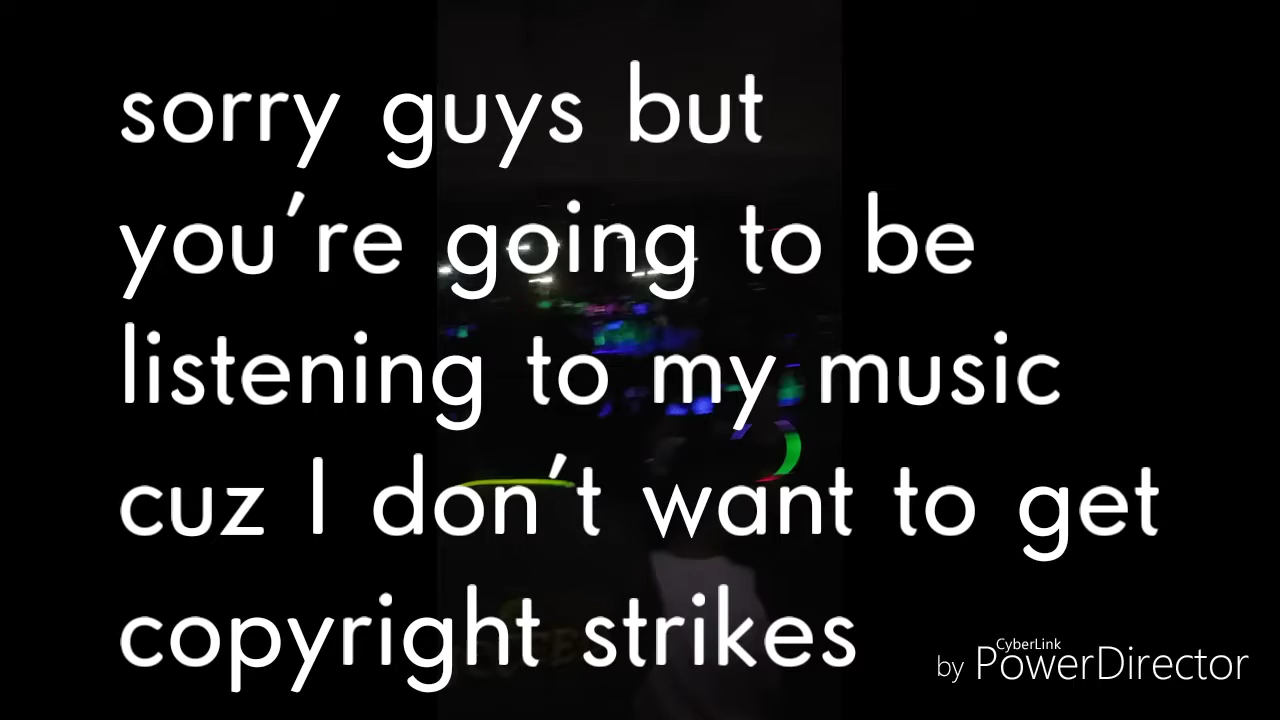 sorry guys but
you're going to be
listening to my music
cuz I don't want to get
copyright strikes
by CyberLink PowerDirector